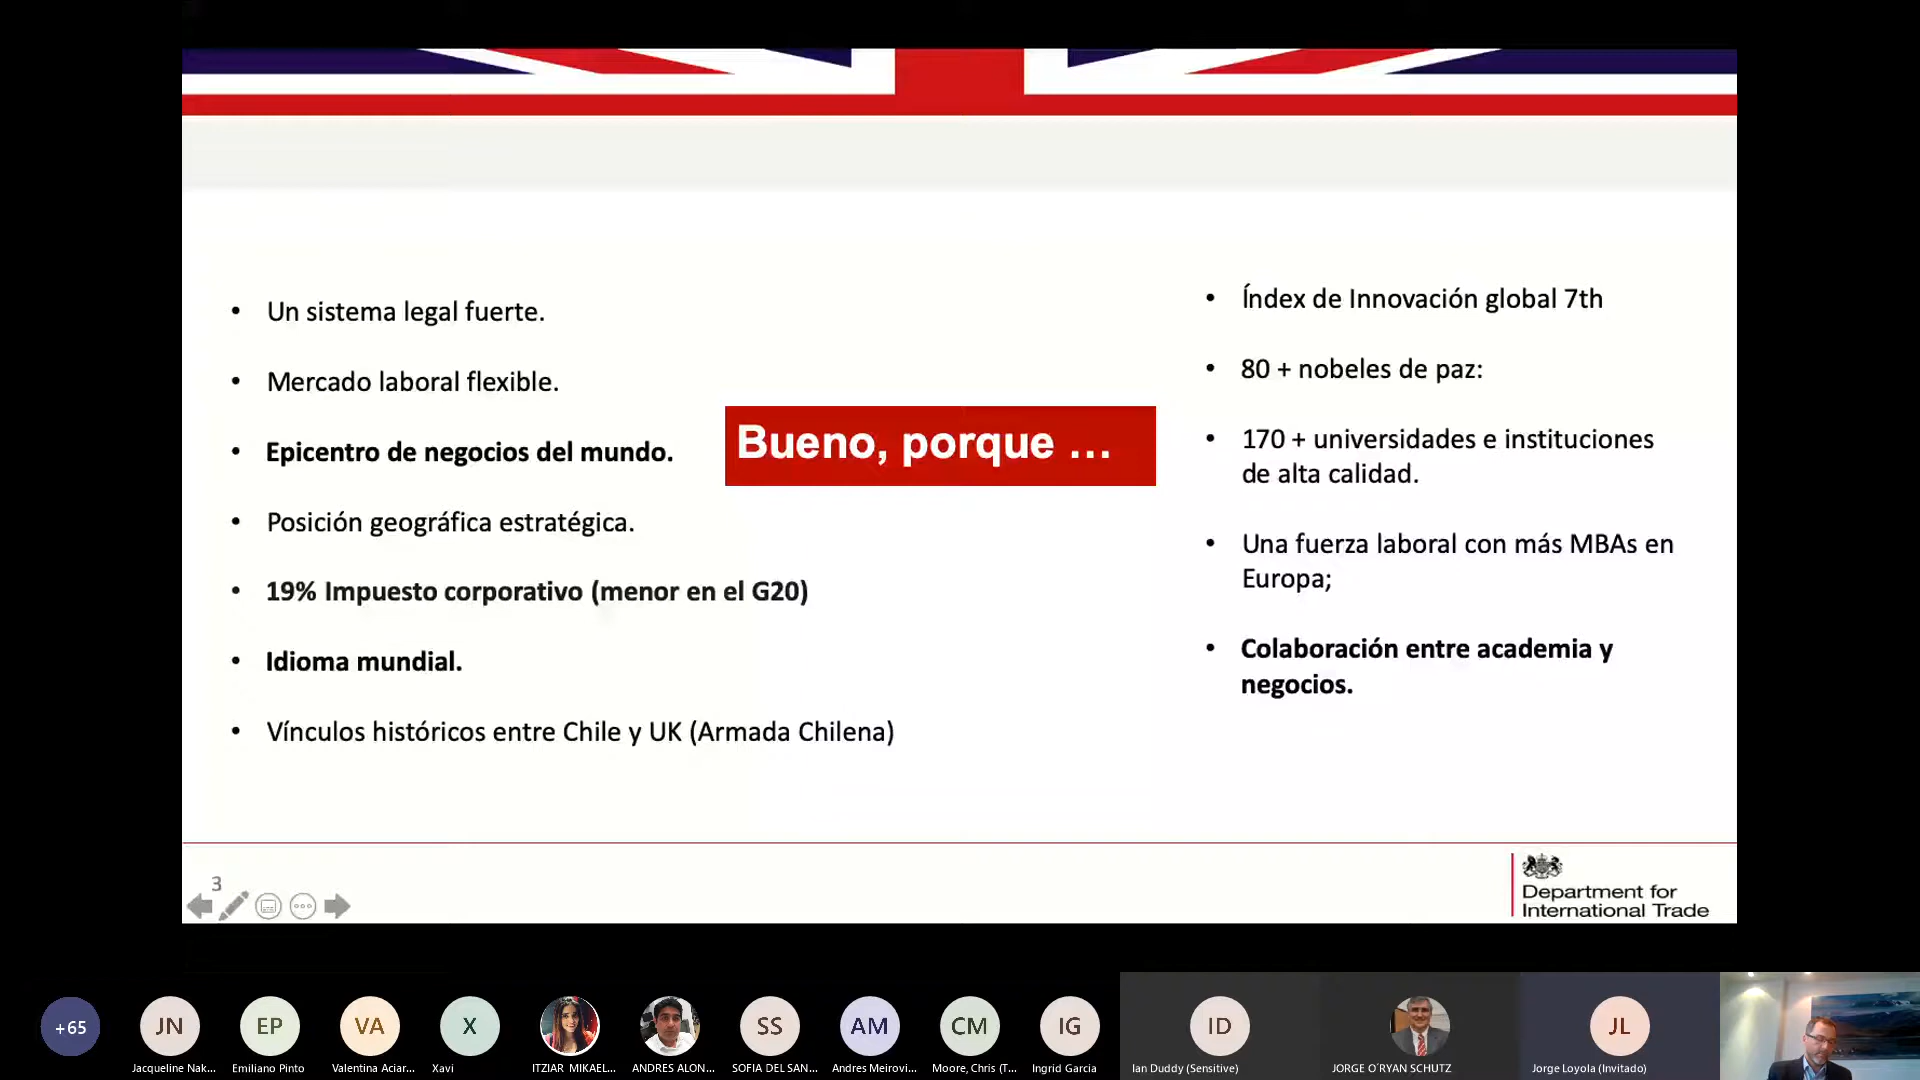 • Un sistema legal fuerte.
• Mercado laboral flexible.
• Epicentro de negocios del mundo.
• Posición geográfica estratégica.
• 19% Impuesto corporativo (menor en el G20)
• Idioma mundial.
• Vínculos históricos entre Chile y UK (Armada Chilena)
Bueno, porque ...
• Índex de Innovación global 7th
• 80 + nobeles de paz:
• 170 + universidades e instituciones
de alta calidad.
• Una fuerza laboral con más MBAs en
Europa;
• Colaboración entre academia y
negocios.
3
Department for
International Trade
+65
JN
Jacqueline Nak...
EP
Emiliano Pinto
VA
Valentina Aciar...
X
Xavi
ITZIAR MIKAEL...
ANDRES ALON...
SS
SOFIA DEL SAN...
AM
Andres Meirovi...
CM
Moore, Chris (T...
IG
Ingrid Garcia
ID
Ian Duddy (Sensitive)
JORGE O´RYAN SCHUTZ
JL
Jorge Loyola (Invitado)